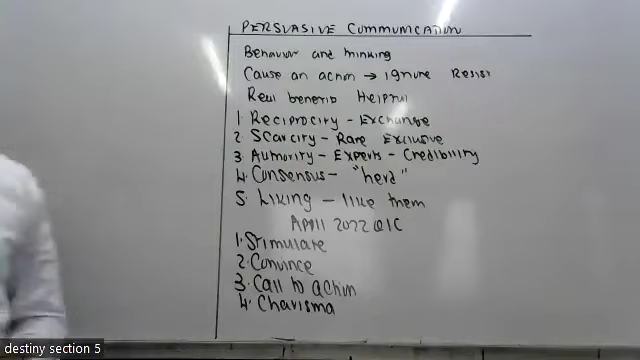 PERSUASIVE COMMUNICATION
Behavior and thinking
Cause an action → ignore Resist
Real benefits Helpful
1 Reciprocity - Exchange
2 Scarcity - Rare Exclusive
3 Authority - Experts - Credibility
4. Consensus - "herd"
5. Liking - like them
April 2022 Q1C
1. Stimulate
2. Convince
3. Call to action
4. Charisma
destiny section 5